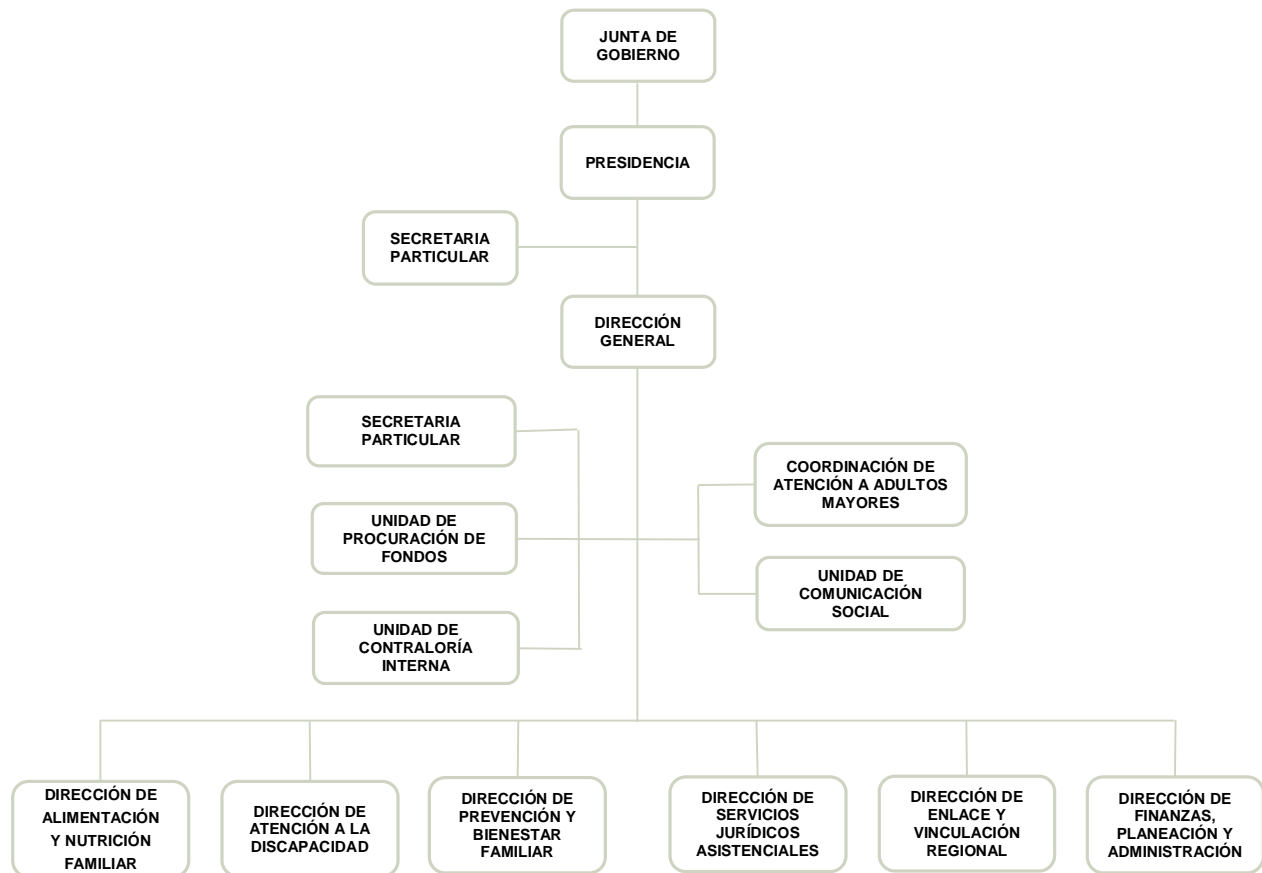 JUNTA DE
GOBIERNO
PRESIDENCIA
SECRETARIA
PARTICULAR
DIRECCIÓN
GENERAL
SECRETARIA
PARTICULAR
COORDINACIÓN DE
ATENCIÓN A ADULTOS
MAYORES
UNIDAD DE
PROCURACIÓN DE
FONDOS
UNIDAD DE
COMUNICACIÓN
SOCIAL
UNIDAD DE
CONTRALORÍA
INTERNA
DIRECCIÓN DE
ALIMENTACIÓN
Y NUTRICIÓN
FAMILIAR
DIRECCIÓN DE
ATENCIÓN A LA
DISCAPACIDAD
DIRECCIÓN DE
PREVENCIÓN Y
BIENESTAR
FAMILIAR
DIRECCIÓN DE
SERVICIOS
JURÍDICOS
ASISTENCIALES
DIRECCIÓN DE
ENLACE Y
VINCULACIÓN
REGIONAL
DIRECCIÓN DE
FINANZAS,
PLANEACIÓN Y
ADMINISTRACIÓN